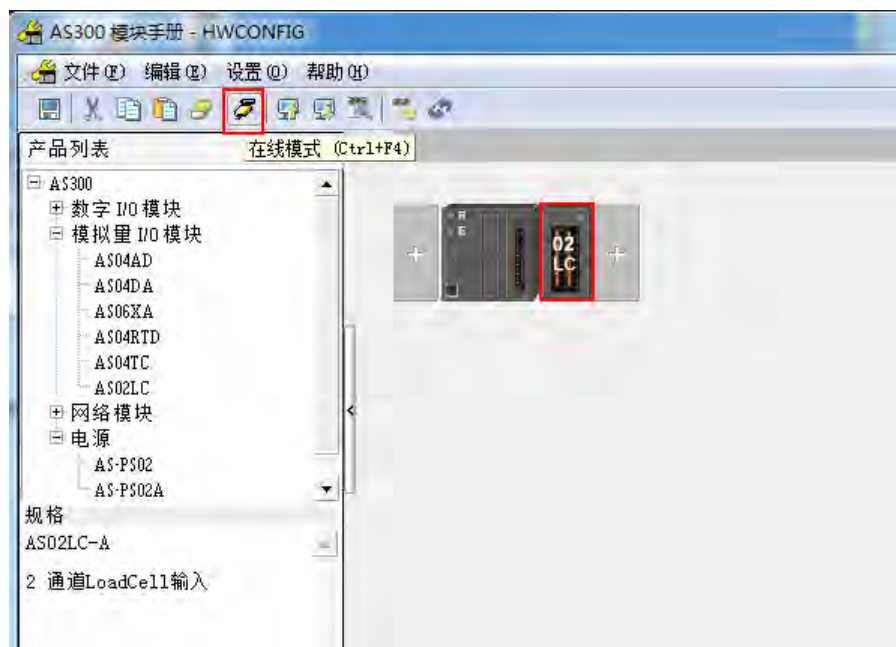 AS300 模块手册 - HWCONFIG
文件(F) 编辑(E) 设置(O) 帮助(H)
产品列表
在线模式 (Ctrl+F4)
AS300
数字 I/O 模块
模拟量 I/O 模块
AS04AD
AS04DA
AS06XA
AS04RTD
AS04TC
AS02LC
网络模块
电源
AS-PS02
AS-PS02A
R
E
02
LC
规格
AS02LC-A
2 通道LoadCell输入